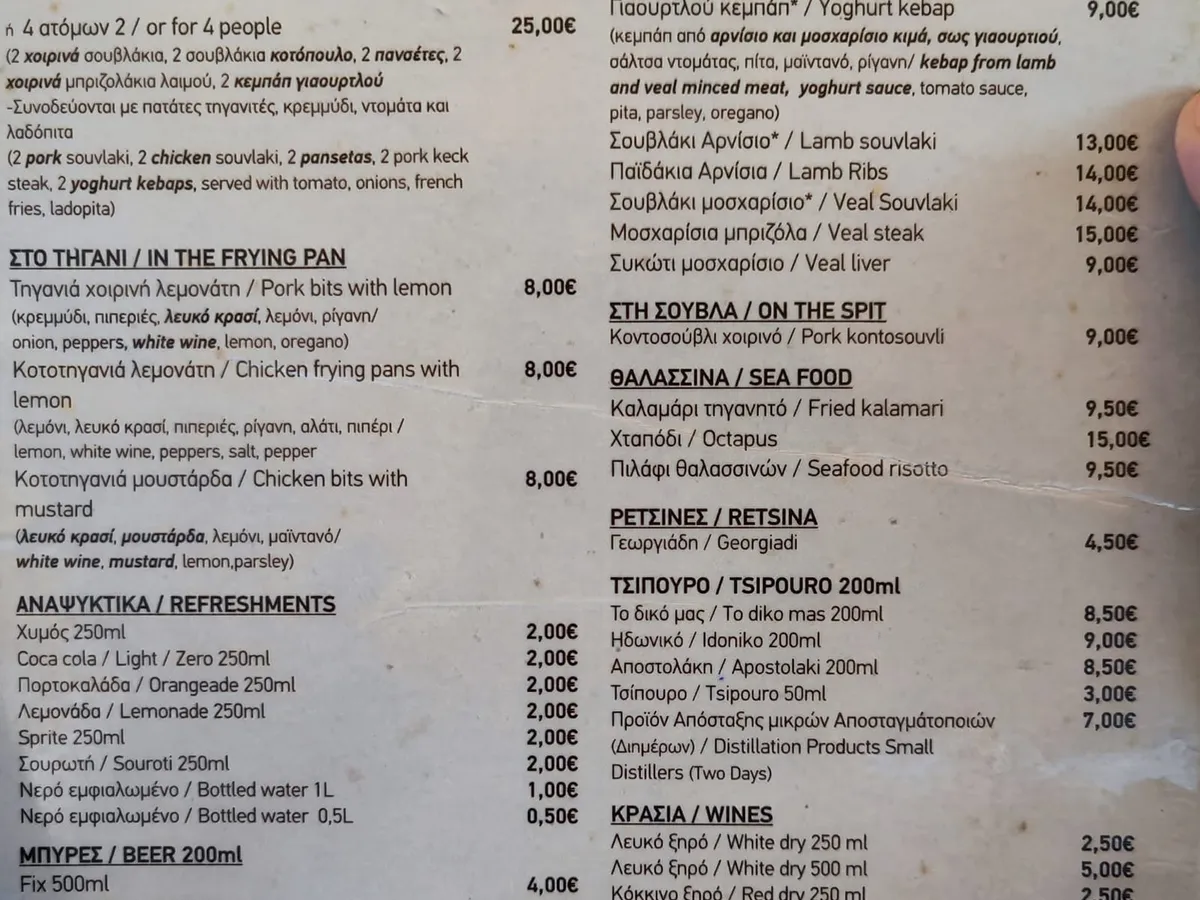 ή 4 ατόμων 2 / or for 4 people 25,00€
(2 χοιρινά σουβλάκια, 2 σουβλάκια κοτόπουλο, 2 πανσέτες, 2
χοιρινά μπριζολάκια λαιμού, 2 κεμπάπ γιαουρτλού
-Συνοδεύονται με πατάτες τηγανιτές, κρεμμύδι, ντομάτα και
λαδόπιτα
(2 pork souvlaki, 2 chicken souvlaki, 2 pansetas, 2 pork keck
steak, 2 yoghurt kebaps, served with tomato, onions, french
fries, ladopita)
ΣΤΟ ΤΗΓΑΝΙ / IN THE FRYING PAN
Τηγανιά χοιρινή λεμονάτη / Pork bits with lemon 8,00€
(κρεμμύδι, πιπεριές, λευκό κρασί, λεμόνι, ρίγανη/
onion, peppers, white wine, lemon, oregano)
Κοτοτηγανιά λεμονάτη / Chicken frying pans with 8,00€
lemon
(λεμόνι, λευκό κρασί, πιπεριές, ρίγανη, αλάτι, πιπέρι /
lemon, white wine, peppers, salt, pepper
Κοτοτηγανιά μουστάρδα / Chicken bits with 8,00€
mustard
(λευκό κρασί, μουστάρδα, λεμόνι, μαϊντανό/
white wine, mustard, lemon,parsley)
ΑΝΑΨΥΚΤΙΚΑ / REFRESHMENTS
Χυμός 250ml 2,00€
Coca cola / Light / Zero 250ml 2,00€
Πορτοκαλάδα / Orangeade 250ml 2,00€
Λεμονάδα / Lemonade 250ml 2,00€
Sprite 250ml 2,00€
Σουρωτή / Souroti 250ml 2,00€
Νερό εμφιαλωμένο / Bottled water 1L 1,00€
Νερό εμφιαλωμένο / Bottled water 0,5L 0,50€
ΜΠΥΡΕΣ / BEER 200ml
Fix 500ml 4,00€
Γιαουρτλού κεμπάπ* / Yoghurt kebap 9,00€
(κεμπάπ από αρνίσιο και μοσχαρίσιο κιμά, σως γιαουρτιού,
σάλτσα ντομάτας, πίτα, μαϊντανό, ρίγανη/ kebap from lamb
and veal minced meat, yoghurt sauce, tomato sauce,
pita, parsley, oregano)
Σουβλάκι Αρνίσιο* / Lamb souvlaki 13,00€
Παϊδάκια Αρνίσια / Lamb Ribs 14,00€
Σουβλάκι μοσχαρίσιο* / Veal Souvlaki 14,00€
Μοσχαρίσια μπριζόλα / Veal steak 15,00€
Συκώτι μοσχαρίσιο / Veal liver 9,00€
ΣΤΗ ΣΟΥΒΛΑ / ON THE SPIT
Κοντοσούβλι χοιρινό / Pork kontosouvli 9,00€
ΘΑΛΑΣΣΙΝΑ / SEA FOOD
Καλαμάρι τηγανητό / Fried kalamari 9,50€
Χταπόδι / Octapus 15,00€
Πιλάφι θαλασσινών / Seafood risotto 9,50€
ΡΕΤΣΙΝΕΣ / RETSINA
Γεωργιάδη / Georgiadi 4,50€
ΤΣΙΠΟΥΡΟ / TSIPOURO 200ml
Το δικό μας / To diko mas 200ml 8,50€
Ηδωνικό / Idoniko 200ml 9,00€
Αποστολάκη / Apostolaki 200ml 8,50€
Τσίπουρο / Tsipouro 50ml 3,00€
Προϊόν Απόσταξης μικρών Αποσταγμάτοποιών 7,00€
(Διημέρων) / Distillation Products Small
Distillers (Two Days)
ΚΡΑΣΙΑ / WINES
Λευκό ξηρό / White dry 250 ml 2,50€
Λευκό ξηρό / White dry 500 ml 5,00€
Κόκκινο ξηρό / Red dry 250 ml 2,50€